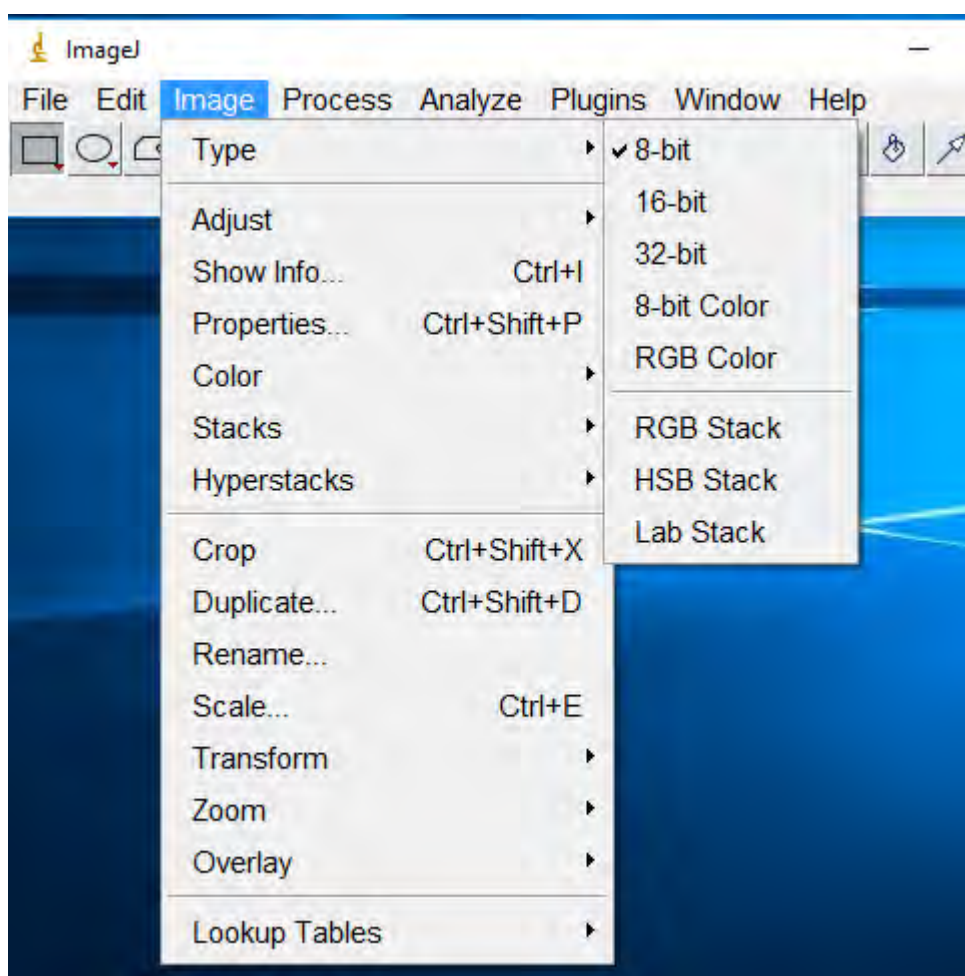 ImageJ
File Edit Image Process Analyze Plugins Window Help
Type
Adjust
Show Info... Ctrl+I
Properties... Ctrl+Shift+P
Color
Stacks
Hyperstacks
Crop Ctrl+Shift+X
Duplicate... Ctrl+Shift+D
Rename...
Scale... Ctrl+E
Transform
Zoom
Overlay
Lookup Tables
8-bit
16-bit
32-bit
8-bit Color
RGB Color
RGB Stack
HSB Stack
Lab Stack